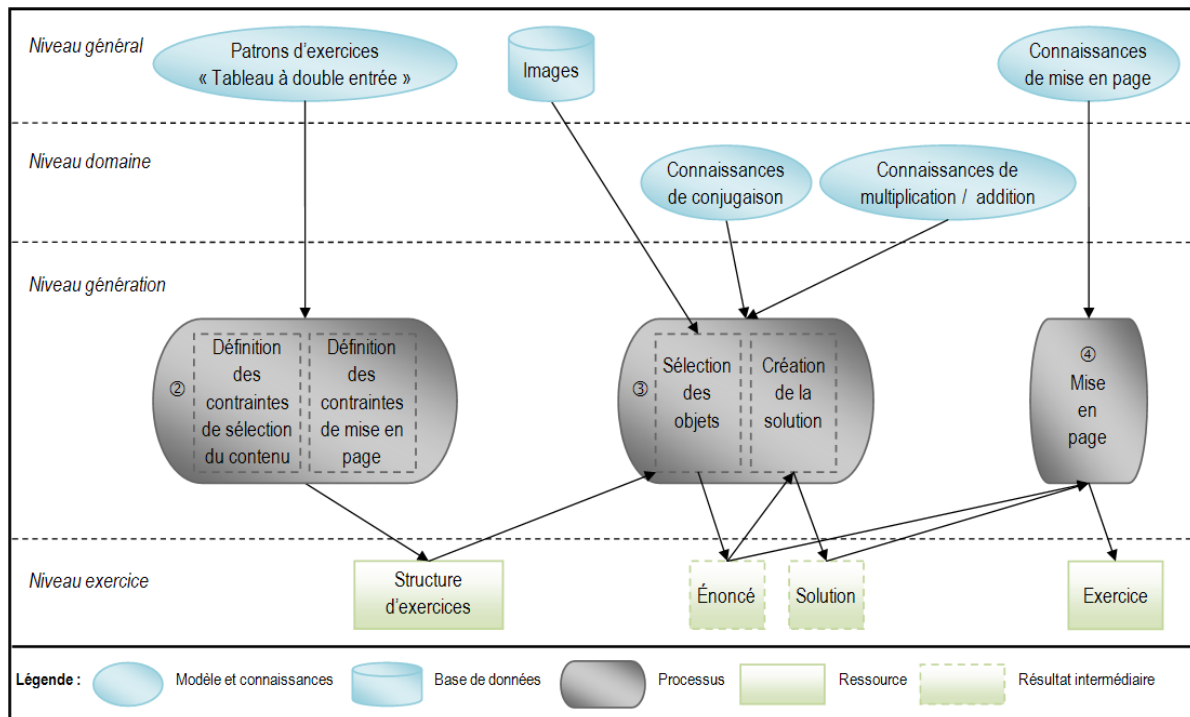 Niveau général
Patrons d'exercices
« Tableau à double entrée »
Images
Connaissances
de mise en page
Niveau domaine
Connaissances
de conjugaison
Connaissances de
multiplication / addition
Niveau génération
②
Définition
des
contraintes
de sélection
du contenu
Définition
des
contraintes
de mise en
page
③
Sélection
des
objets
Création
de la
solution
④
Mise
en
page
Niveau exercice
Structure
d'exercices
Énoncé
Solution
Exercice
Légende :
Modèle et connaissances
Base de données
Processus
Ressource
Résultat intermédiaire